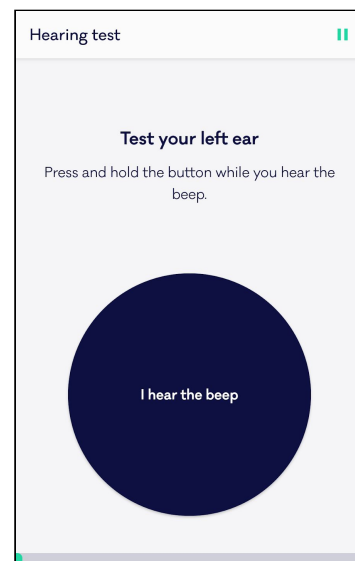 Hearing test
Test your left ear
Press and hold the button while you hear the
beep.
I hear the beep